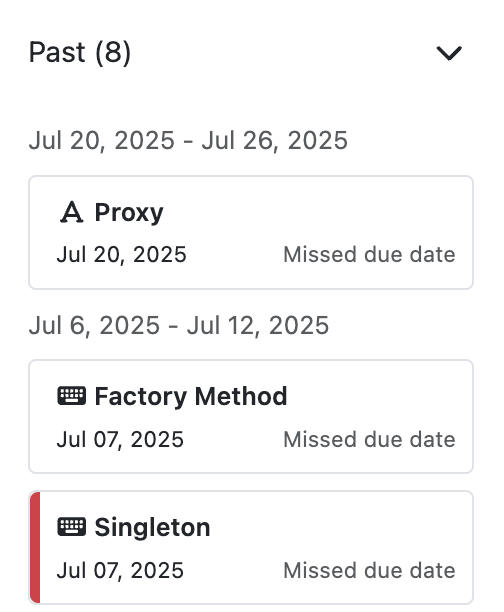 Past (8)
Jul 20, 2025 - Jul 26, 2025
Proxy
Jul 20, 2025 Missed due date
Jul 6, 2025 - Jul 12, 2025
Factory Method
Jul 07, 2025 Missed due date
Singleton
Jul 07, 2025 Missed due date